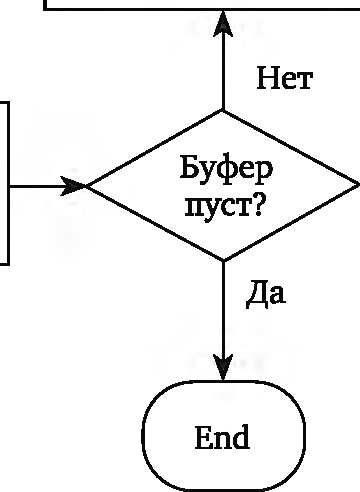 Нет
Буфер
пуст?
Да
End